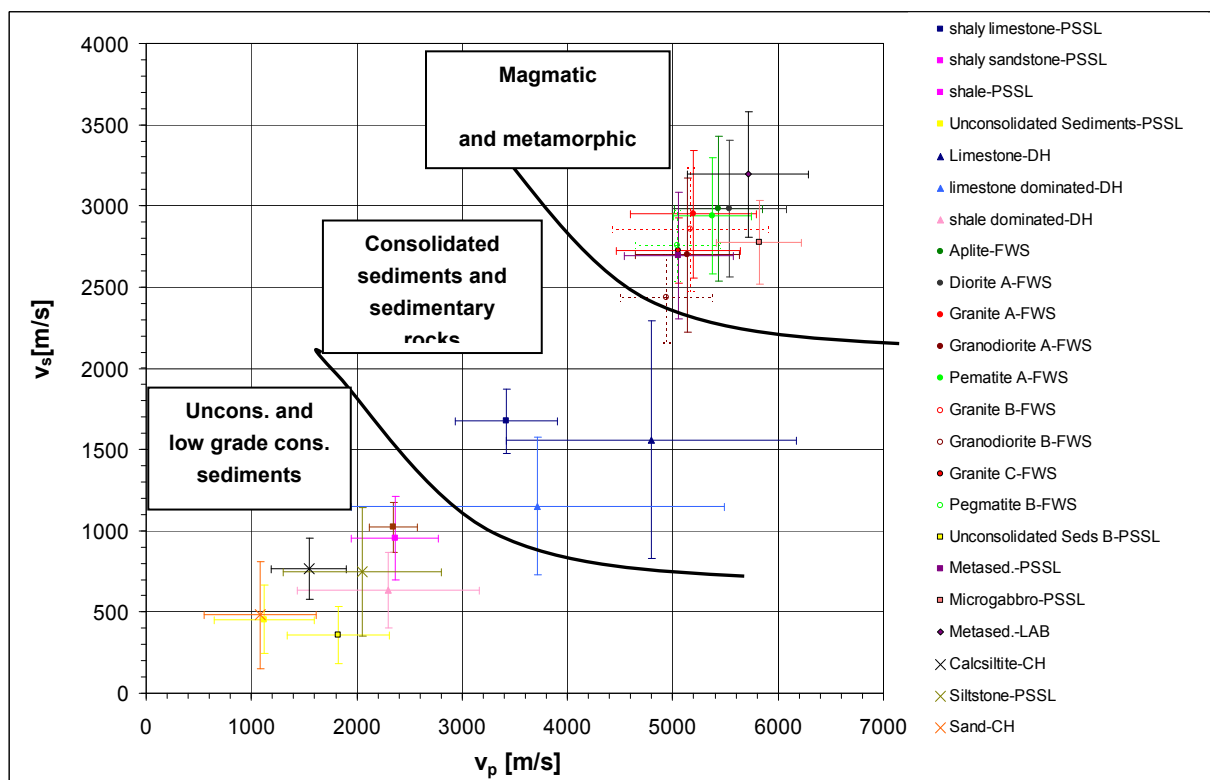 4000
3500
3000
2500
2000
1500
1000
500
0
vs[m/s]
0 1000 2000 3000 4000 5000 6000 7000
vp [m/s]
Magmatic
and metamorphic
Consolidated
sediments and
sedimentary
rocks
Uncons. and
low grade cons.
sediments
shaly limestone-PSSL
shaly sandstone-PSSL
shale-PSSL
Unconsolidated Sediments-PSSL
Limestone-DH
limestone dominated-DH
shale dominated-DH
Aplite-FWS
Diorite A-FWS
Granite A-FWS
Granodiorite A-FWS
Pematite A-FWS
Granite B-FWS
Granodiorite B-FWS
Granite C-FWS
Pegmatite B-FWS
Unconsolidated Seds B-PSSL
Metased.-PSSL
Microgabbro-PSSL
Metased.-LAB
Calcsiltite-CH
Siltstone-PSSL
Sand-CH